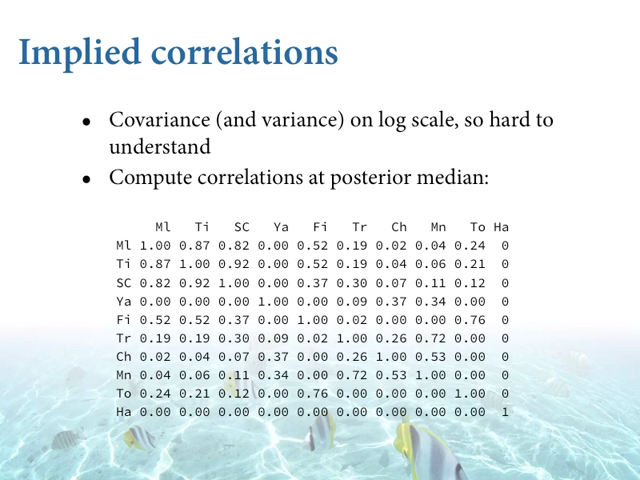 Implied correlations
• Covariance (and variance) on log scale, so hard to
understand
• Compute correlations at posterior median:
Ml Ti SC Ya Fi Tr Ch Mn To Ha
Ml 1.00 0.87 0.82 0.00 0.52 0.19 0.02 0.04 0.24 0
Ti 0.87 1.00 0.92 0.00 0.52 0.19 0.04 0.06 0.21 0
SC 0.82 0.92 1.00 0.00 0.37 0.30 0.07 0.11 0.12 0
Ya 0.00 0.00 0.00 1.00 0.00 0.09 0.37 0.34 0.00 0
Fi 0.52 0.52 0.37 0.00 1.00 0.02 0.00 0.00 0.76 0
Tr 0.19 0.19 0.30 0.09 0.02 1.00 0.26 0.72 0.00 0
Ch 0.02 0.04 0.07 0.37 0.00 0.26 1.00 0.53 0.00 0
Mn 0.04 0.06 0.11 0.34 0.00 0.72 0.53 1.00 0.00 0
To 0.24 0.21 0.12 0.00 0.76 0.00 0.00 0.00 1.00 0
Ha 0.00 0.00 0.00 0.00 0.00 0.00 0.00 0.00 0.00 1